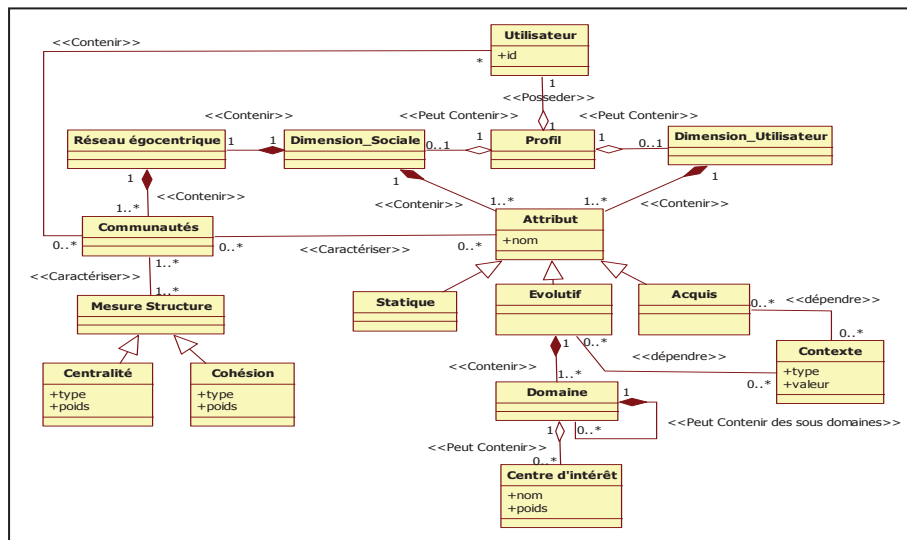 Utilisateur
+id
<<Contenir>>
*
1
<<Posseder>>
1
<<Contenir>>
<<Peut Contenir>>
<<Peut Contenir>>
Réseau égocentrique
1
1
Dimension_Sociale
0..1
1
Profil
1
0..1
Dimension_Utilisateur
1
<<Contenir>>
1..*
1
<<Contenir>>
1..*
1..*
1
<<Contenir>>
Communautés
0..*
0..*
<<Caractériser>>
0..*
Attribut
+nom
1..*
<<Caractériser>>
1..*
Mesure Structure
Statique
Evolutif
Acquis
0..*
<<dépendre>>
0..*
Centralité
+type
+poids
Cohésion
+type
+poids
1
<<Contenir>>
1..*
0..*
<<dépendre>>
0..*
Contexte
+type
+valeur
Domaine
1
0..*
<<Peut Contenir des sous domaines>>
1
<<Peut Contenir>>
0..*
Centre d'intérêt
+nom
+poids